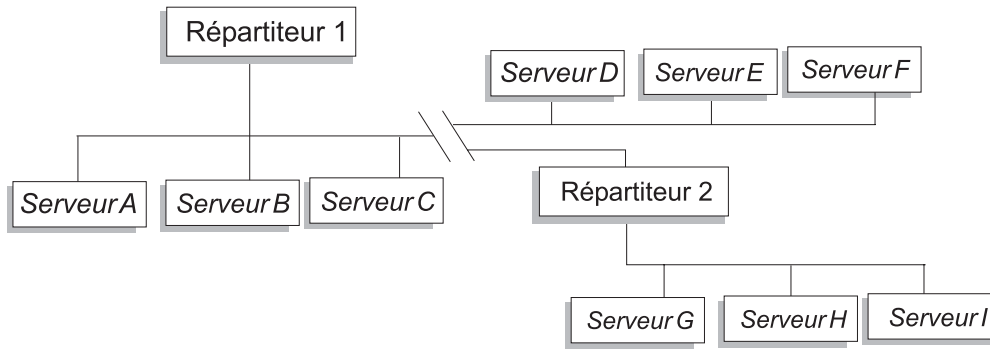 Répartiteur 1
Serveur D
Serveur E
Serveur F
Serveur A
Serveur B
Serveur C
Répartiteur 2
Serveur G
Serveur H
Serveur I